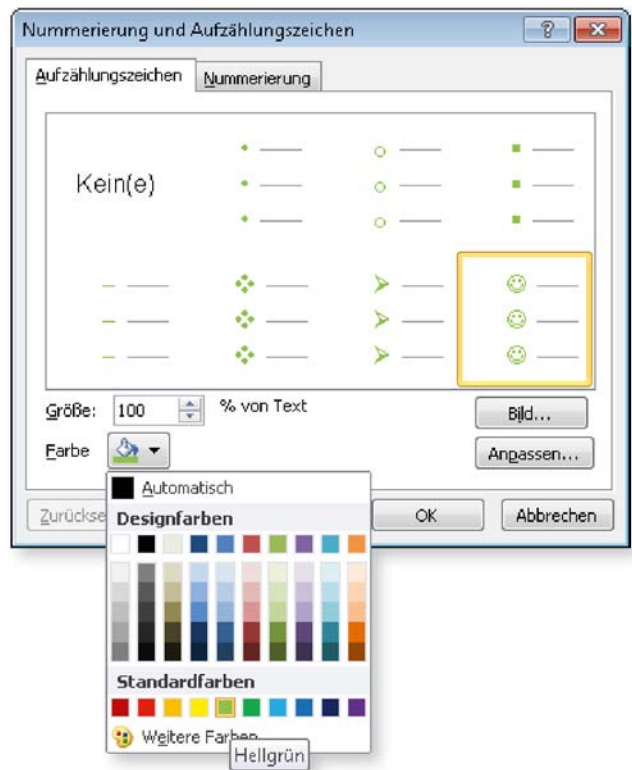 Nummerierung und Aufzählungszeichen
Aufzählungszeichen Nummerierung
Kein(e)
Größe: 100 % von Text
Bild...
Farbe
Anpassen...
Automatisch
Zurückse OK Abbrechen
Designfarben
Standardfarben
Weitere Farben
Hellgrün